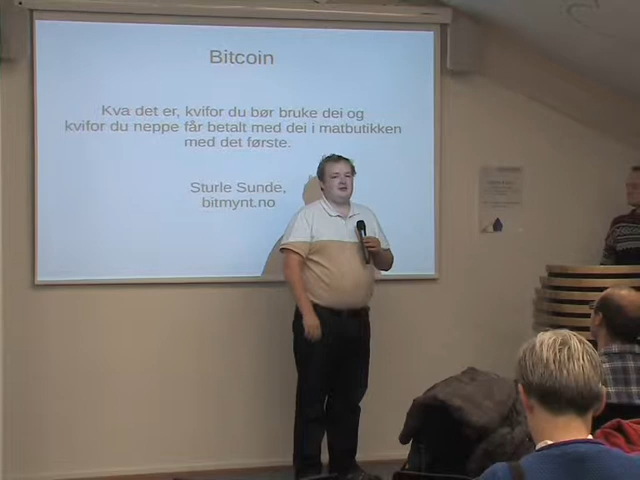 Bitcoin
Kva det er, kvifor du bør bruke dei og
kvifor du neppe får betalt med dei i matbutikken
med det første.
Sturle Sunde,
bitmynt.no